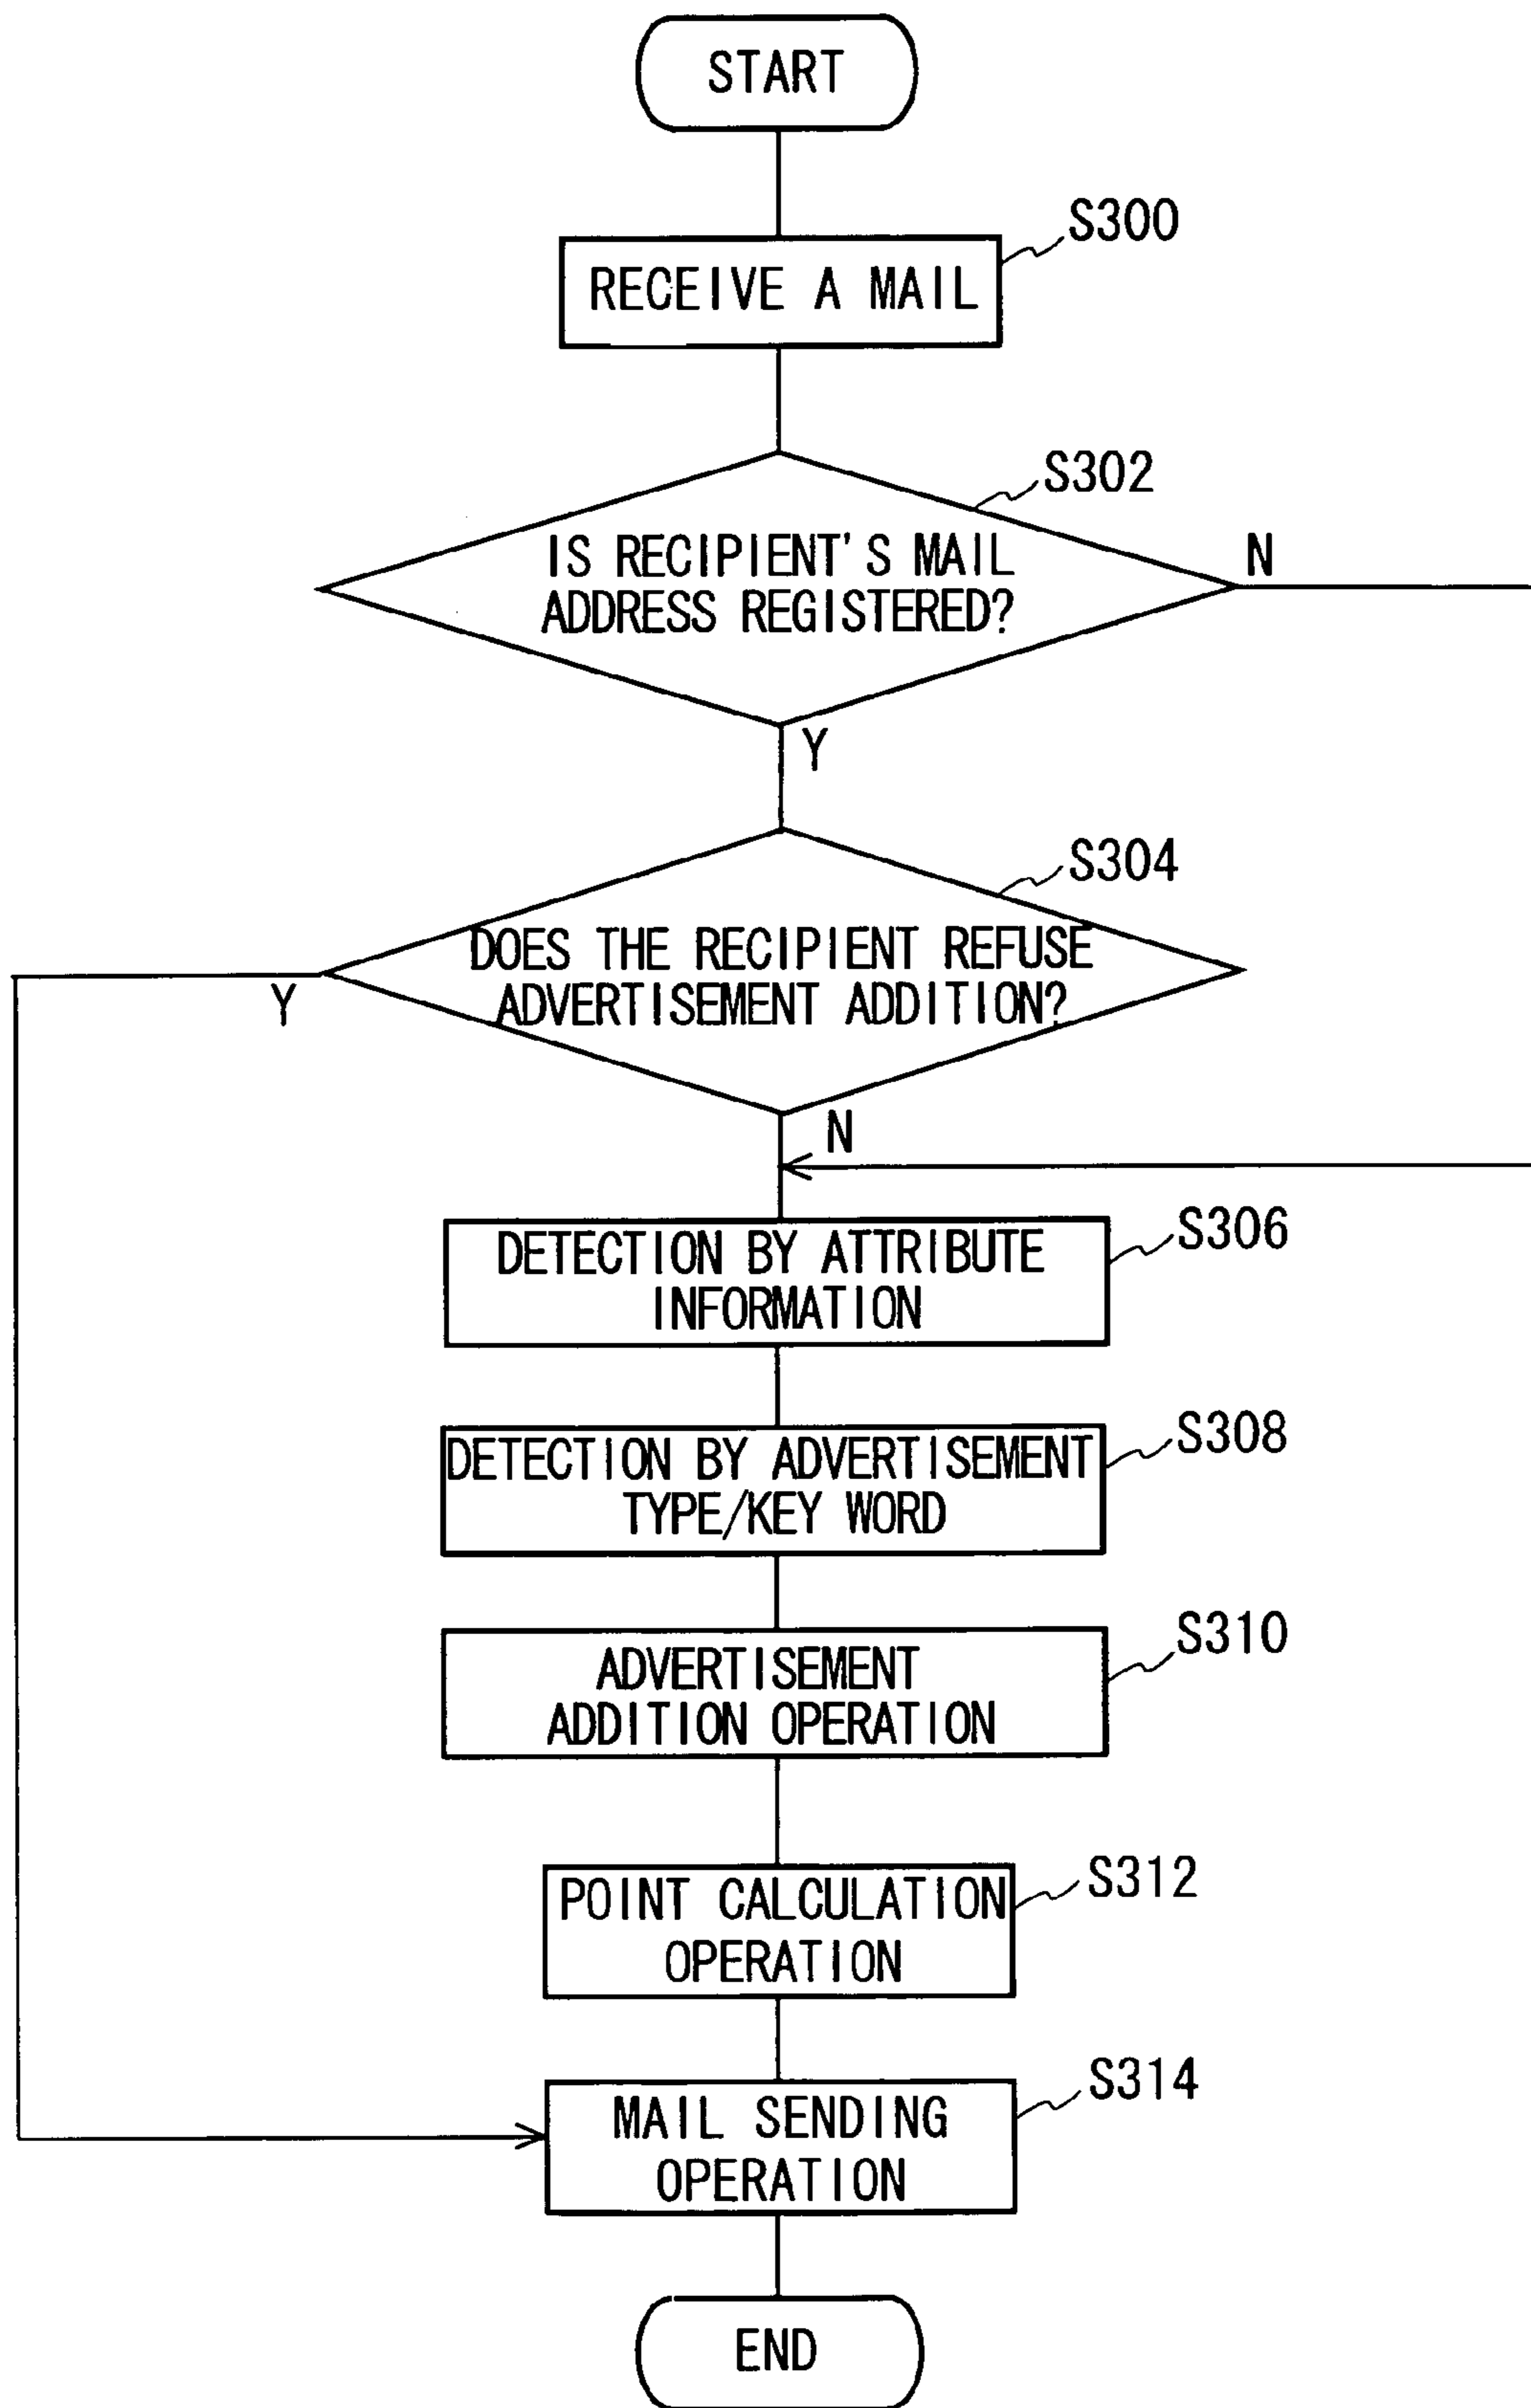 START
S300
RECEIVE A MAIL
S302
IS RECIPIENT'S MAIL
ADDRESS REGISTERED?
N
Y
S304
DOES THE RECIPIENT REFUSE
ADVERTISEMENT ADDITION?
Y
N
S306
DETECTION BY ATTRIBUTE
INFORMATION
S308
DETECTION BY ADVERTISEMENT
TYPE/KEY WORD
S310
ADVERTISEMENT
ADDITION OPERATION
S312
POINT CALCULATION
OPERATION
S314
MAIL SENDING
OPERATION
END